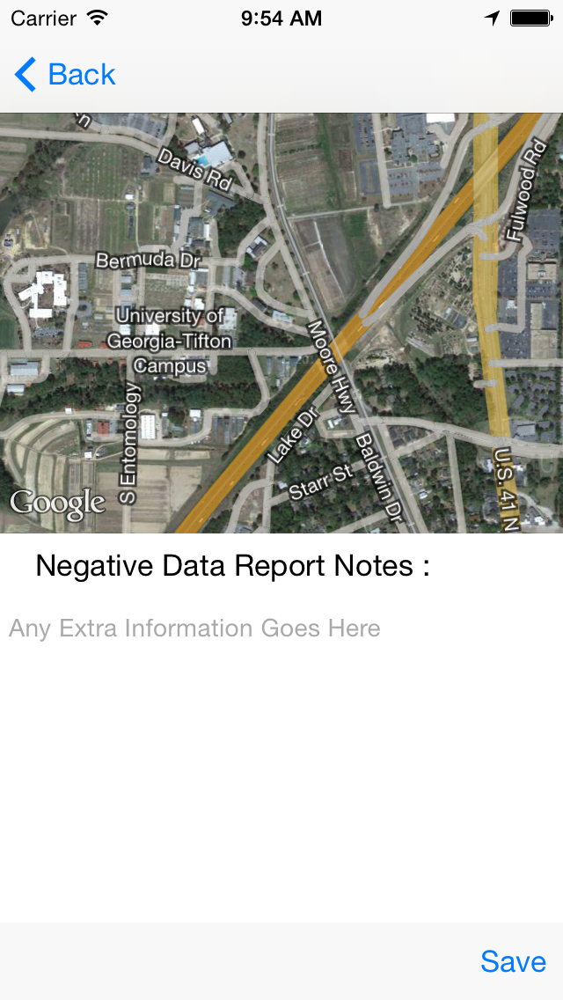 Carrier 9:54 AM
Back
Davis Rd
Fulwood Rd
Bermuda Dr
University of
Georgia-Tifton
Campus
Moore Hwy
S Entomology
Lake Dr
Baldwin Dr
Starr St
U.S. 41 N
Google
Negative Data Report Notes :
Any Extra Information Goes Here
Save